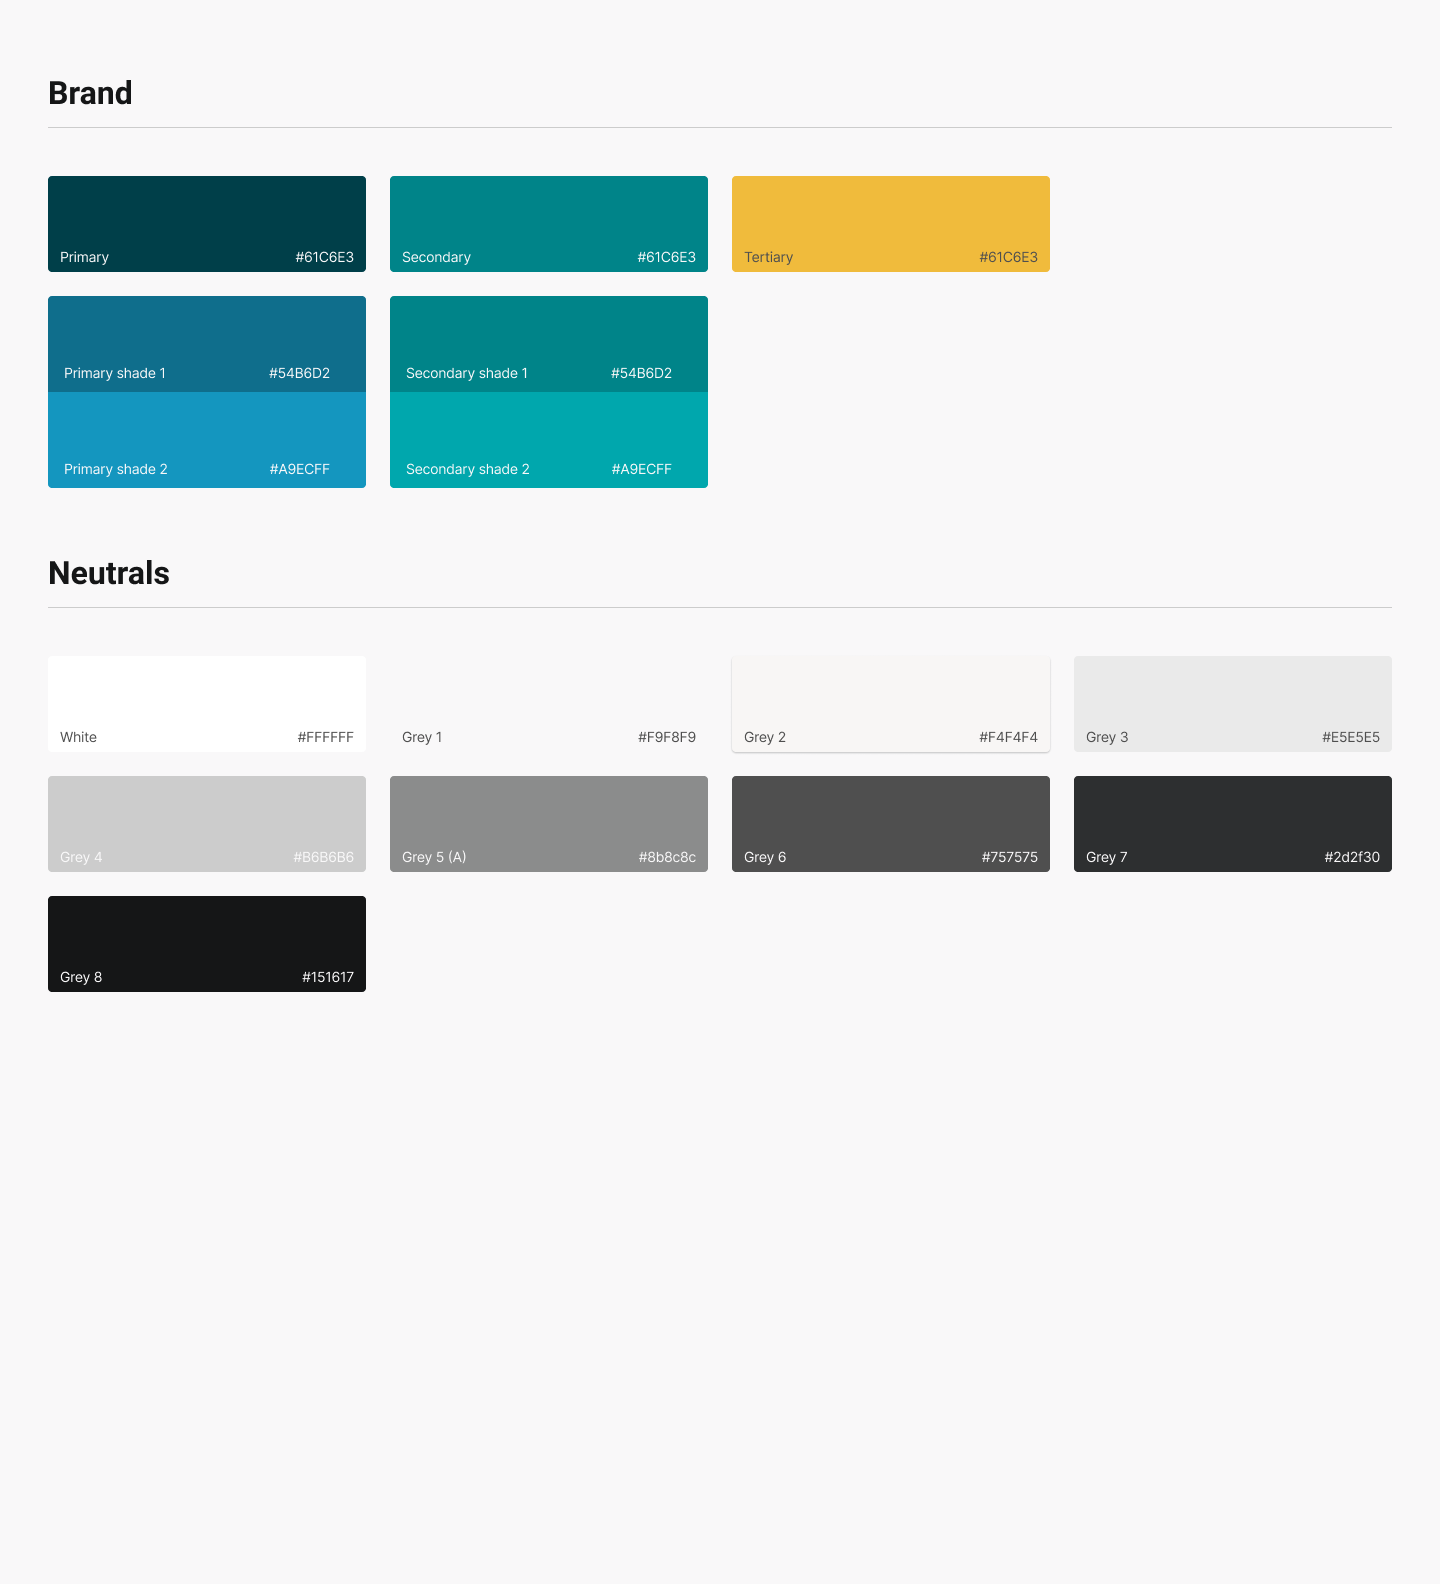 Brand
Primary #61C6E3
Secondary #61C6E3
Tertiary #61C6E3
Primary shade 1 #54B6D2
Secondary shade 1 #54B6D2
Primary shade 2 #A9ECFF
Secondary shade 2 #A9ECFF
Neutrals
White #FFFFFF
Grey 1 #F9F8F9
Grey 2 #F4F4F4
Grey 3 #E5E5E5
Grey 4 #B6B6B6
Grey 5 (A) #8b8c8c
Grey 6 #757575
Grey 7 #2d2f30
Grey 8 #151617